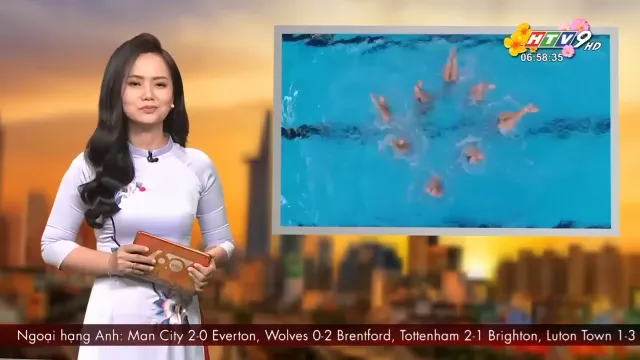 HTV9 HD
06:58:35
Ngoại hạng Anh: Man City 2-0 Everton, Wolves 0-2 Brentford, Tottenham 2-1 Brighton, Luton Town 1-3